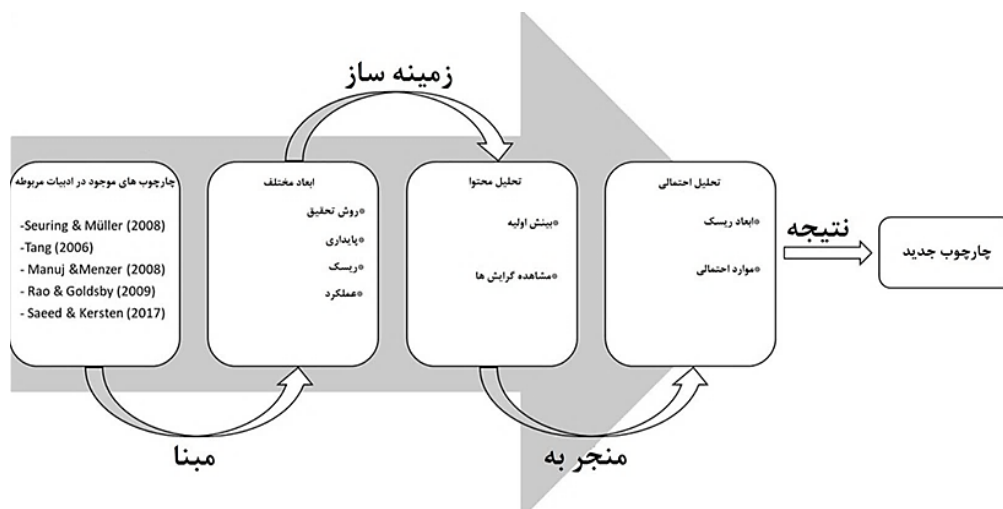 زمینه ساز
چارچوب های موجود در ادبیات مربوطه
-Seuring & Müller (2008)
-Tang (2006)
- Manuj &Menzer (2008)
- Rao & Goldsby (2009)
- Saeed & Kersten (2017)
ابعاد مختلف
*روش تحقیق
*پایداری
*ریسک
*عملکرد
تحلیل محتوا
*بینش اولیه
*مشاهده گرایش ها
تحلیل احتمالی
*ابعاد ریسک
*موارد احتمالی
نتیجه
چارچوب جدید
مبنا
منجر به